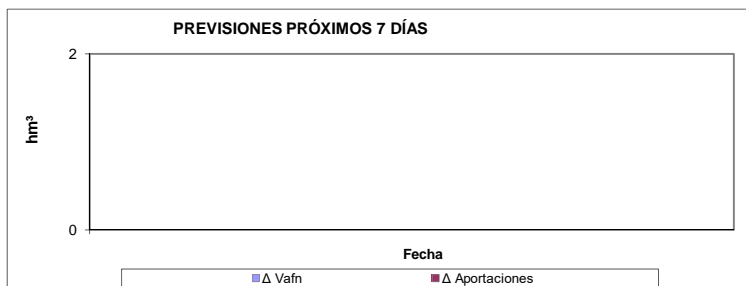 PREVISIONES PRÓXIMOS 7 DÍAS
2
hm³
0
Fecha
Δ Vafn Δ Aportaciones